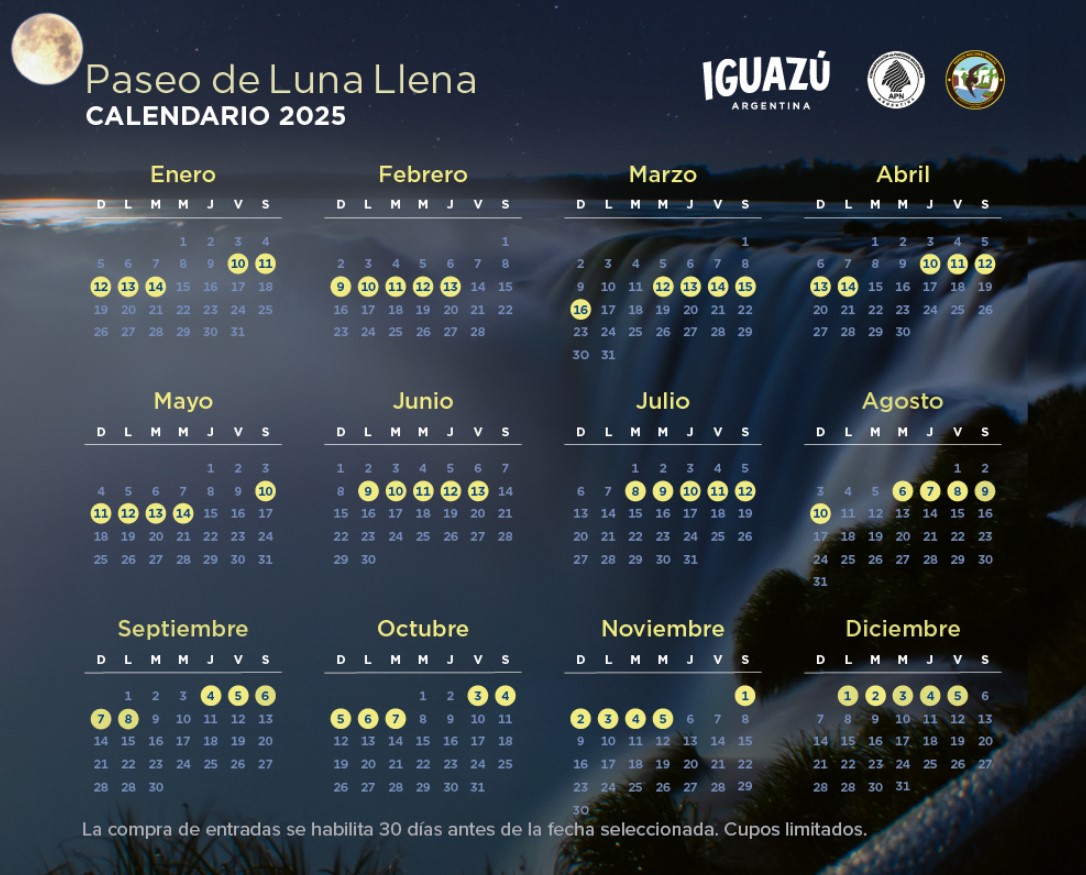 Paseo de Luna Llena
CALENDARIO 2025
IGUAZÚ
ARGENTINA
APN
ARGENTINA
Enero
D L M M J V S
1 2 3 4
5 6 7 8 9 10 11
12 13 14 15 16 17 18
19 20 21 22 23 24 25
26 27 28 29 30 31
Febrero
D L M M J V S
1
2 3 4 5 6 7 8
9 10 11 12 13 14 15
16 17 18 19 20 21 22
23 24 25 26 27 28
Marzo
D L M M J V S
1
2 3 4 5 6 7 8
9 10 11 12 13 14 15
16 17 18 19 20 21 22
23 24 25 26 27 28 29
30 31
Abril
D L M M J V S
1 2 3 4 5
6 7 8 9 10 11 12
13 14 15 16 17 18 19
20 21 22 23 24 25 26
27 28 29 30
Mayo
D L M M J V S
1 2 3
4 5 6 7 8 9 10
11 12 13 14 15 16 17
18 19 20 21 22 23 24
25 26 27 28 29 30 31
Junio
D L M M J V S
1 2 3 4 5 6 7
8 9 10 11 12 13 14
15 16 17 18 19 20 21
22 23 24 25 26 27 28
29 30
Julio
D L M M J V S
1 2 3 4 5
6 7 8 9 10 11 12
13 14 15 16 17 18 19
20 21 22 23 24 25 26
27 28 29 30 31
Agosto
D L M M J V S
1 2
3 4 5 6 7 8 9
10 11 12 13 14 15 16
17 18 19 20 21 22 23
24 25 26 27 28 29 30
31
Septiembre
D L M M J V S
1 2 3 4 5 6
7 8 9 10 11 12 13
14 15 16 17 18 19 20
21 22 23 24 25 26 27
28 28 30
Octubre
D L M M J V S
1 2 3 4
5 6 7 8 9 10 11
12 13 14 15 16 17 18
19 20 21 22 23 24 25
26 27 28 29 30 31
Noviembre
D L M M J V S
1
2 3 4 5 6 7 8
9 10 11 12 13 14 15
16 17 18 19 20 21 22
23 24 25 26 27 28 29
30
Diciembre
D L M M J V S
1 2 3 4 5 6
7 8 9 10 11 12 13
14 15 16 17 18 19 20
21 22 23 24 25 26 27
28 28 30 31
La compra de entradas se habilita 30 días antes de la fecha seleccionada. Cupos limitados.